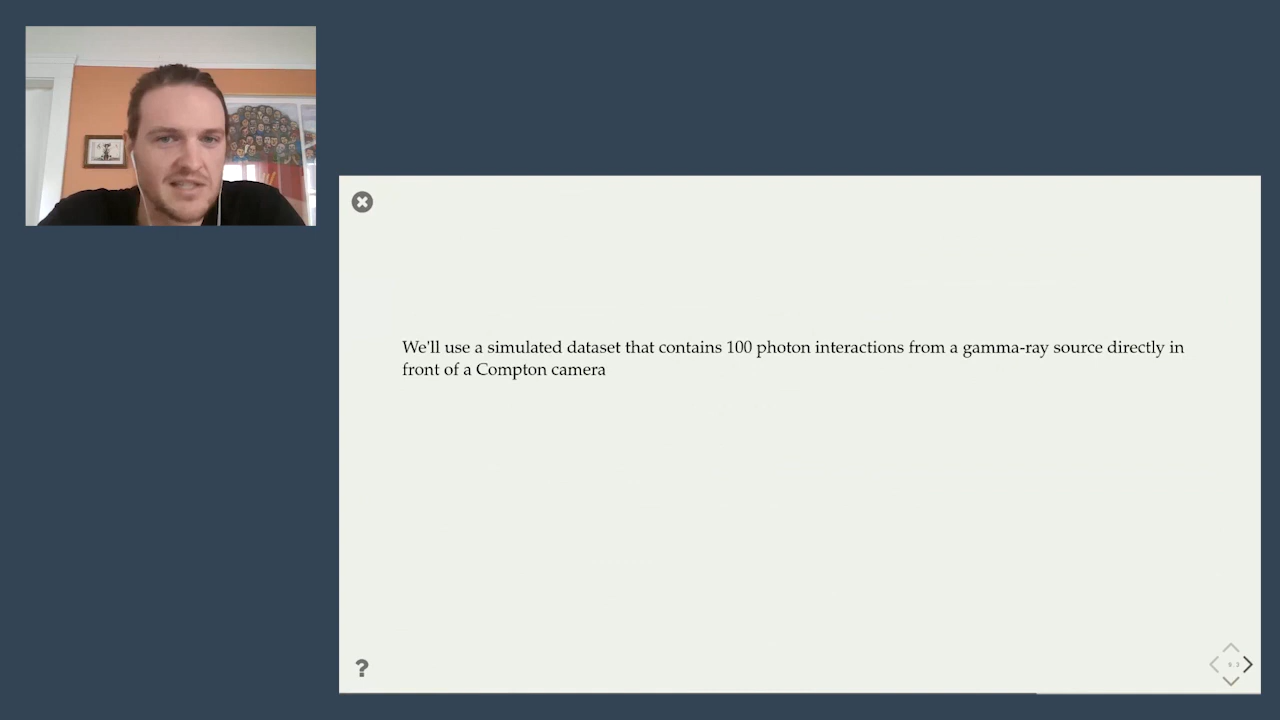 We'll use a simulated dataset that contains 100 photon interactions from a gamma-ray source directly in
front of a Compton camera
?